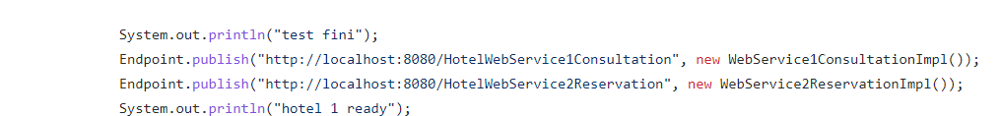 System.out.println("test fini");
Endpoint.publish("http://localhost:8080/HotelWebService1Consultation", new WebService1ConsultationImpl());
Endpoint.publish("http://localhost:8080/HotelWebService2Reservation", new WebService2ReservationImpl());
System.out.println("hotel 1 ready");